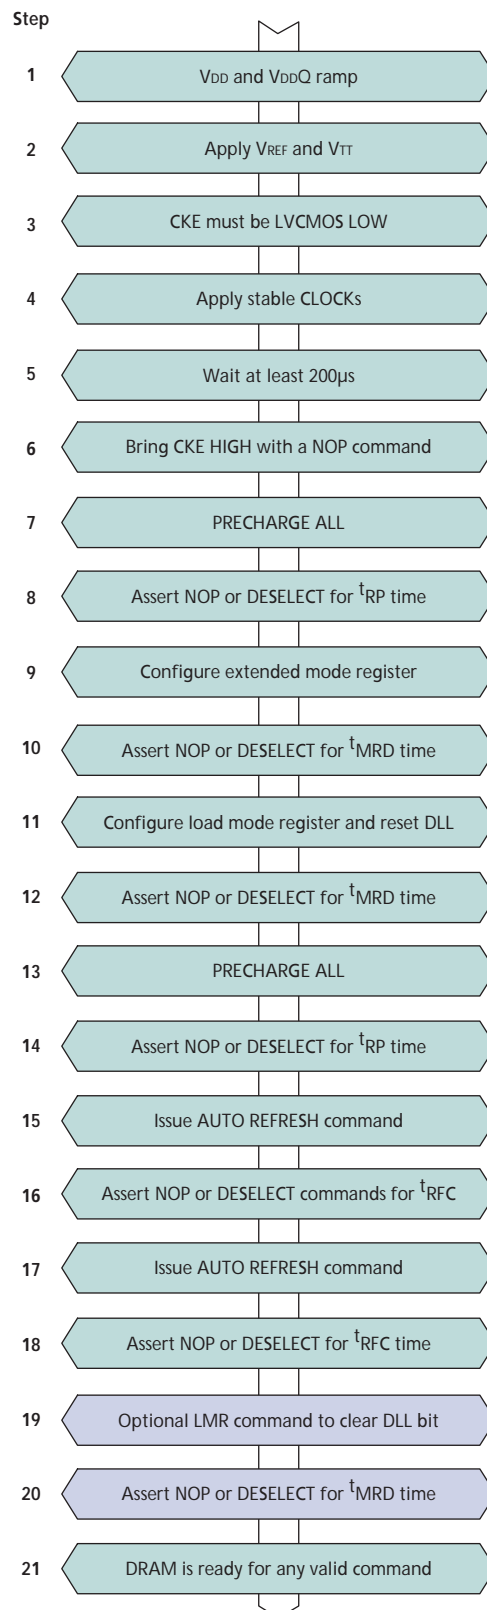 Step
1 VDD and VDDQ ramp
2 Apply VREF and VTT
3 CKE must be LVCMOS LOW
4 Apply stable CLOCKs
5 Wait at least 200µs
6 Bring CKE HIGH with a NOP command
7 PRECHARGE ALL
8 Assert NOP or DESELECT for tRP time
9 Configure extended mode register
10 Assert NOP or DESELECT for tMRD time
11 Configure load mode register and reset DLL
12 Assert NOP or DESELECT for tMRD time
13 PRECHARGE ALL
14 Assert NOP or DESELECT for tRP time
15 Issue AUTO REFRESH command
16 Assert NOP or DESELECT commands for tRFC
17 Issue AUTO REFRESH command
18 Assert NOP or DESELECT for tRFC time
19 Optional LMR command to clear DLL bit
20 Assert NOP or DESELECT for tMRD time
21 DRAM is ready for any valid command